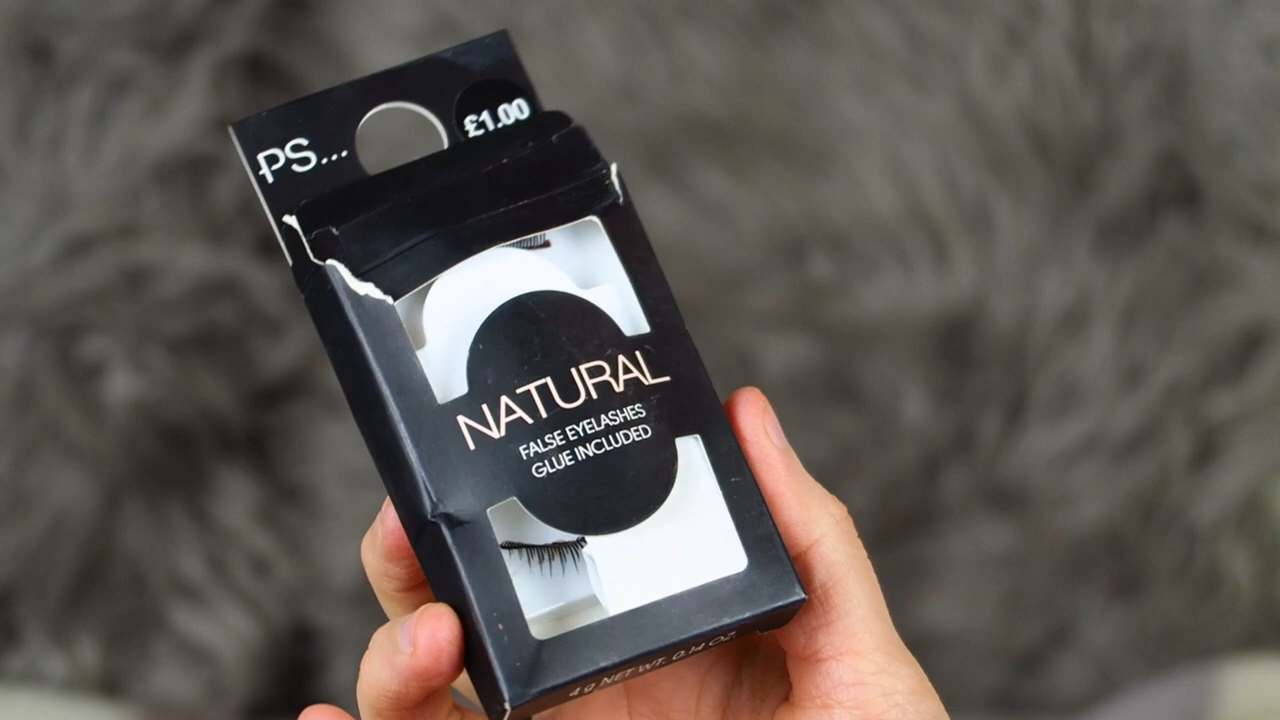 PS...
£1.00
NATURAL
FALSE EYELASHES
GLUE INCLUDED
4 g NET WT. 0.14 OZ.